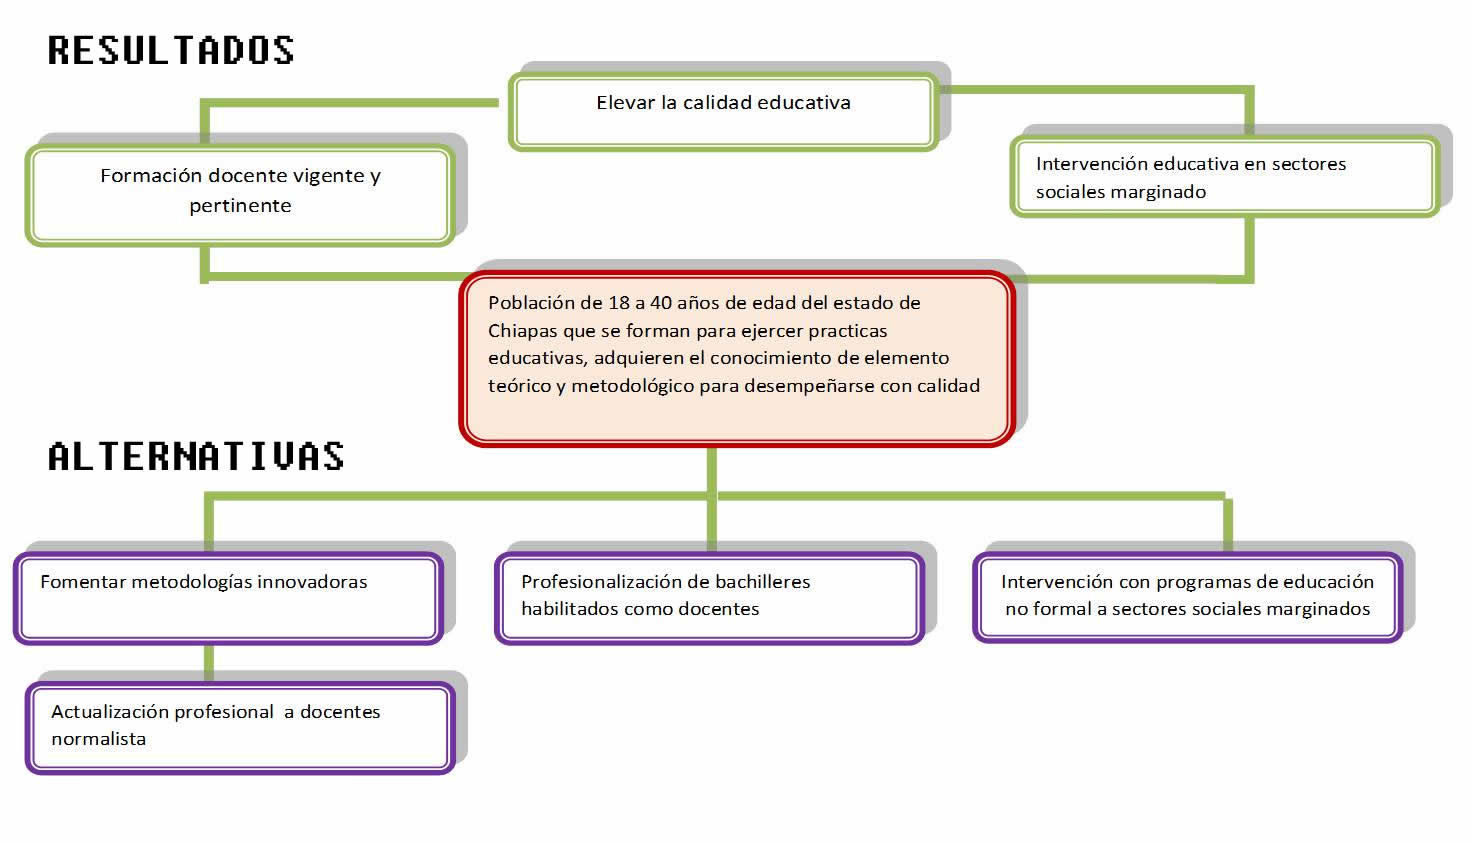 RESULTADOS
Elevar la calidad educativa
Formación docente vigente y
pertinente
Intervención educativa en sectores
sociales marginado
Población de 18 a 40 años de edad del estado de
Chiapas que se forman para ejercer practicas
educativas, adquieren el conocimiento de elemento
teórico y metodológico para desempeñarse con calidad
ALTERNATIVAS
Fomentar metodologías innovadoras
Profesionalización de bachilleres
habilitados como docentes
Intervención con programas de educación
no formal a sectores sociales marginados
Actualización profesional  a docentes
normalista